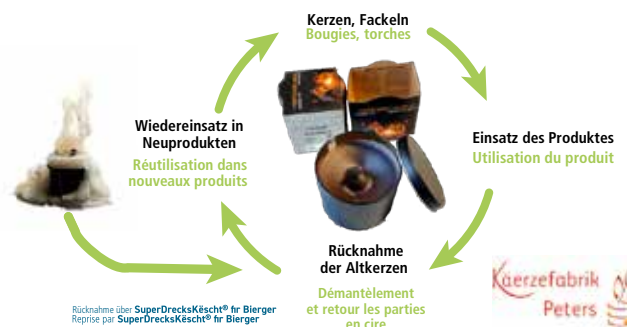 Kerzen, Fackeln
Bougies, torches
Wiedereinsatz in
Neuprodukten
Réutilisation dans
nouveaux produits
Einsatz des Produktes
Utilisation du produit
Rücknahme
der Altkerzen
Démantèlement
et retour les parties
en cire
Rücknahme über SuperDrecksKëscht® fir Bierger
Reprise par SuperDrecksKëscht® fir Bierger
Käerzefabrik
Peters